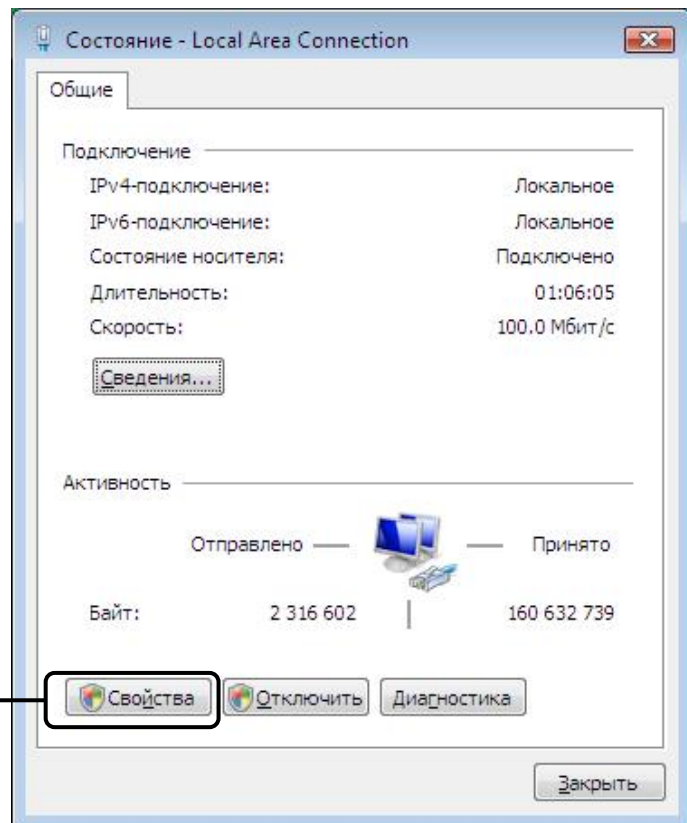 Состояние - Local Area Connection
Общие
Подключение
IPv4-подключение: Локальное
IPv6-подключение: Локальное
Состояние носителя: Подключено
Длительность: 01:06:05
Скорость: 100.0 Мбит/с
Сведения...
Активность
Отправлено Принято
Байт: 2 316 602 160 632 739
Свойства Отключить Диагностика
Закрыть